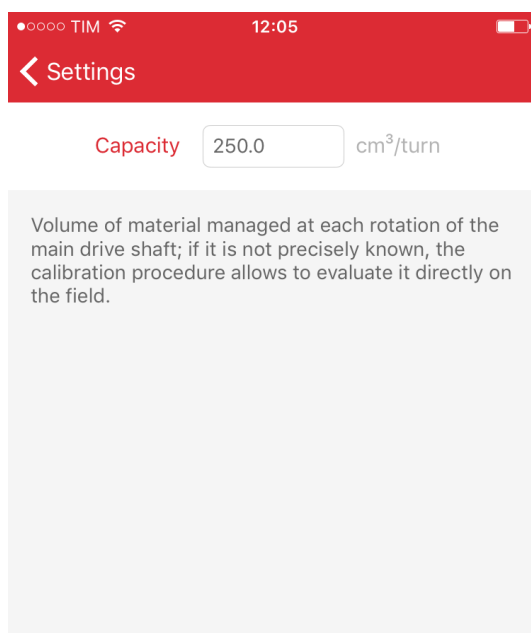 TIM 12:05
Settings
Capacity 250.0 cm³/turn
Volume of material managed at each rotation of the
main drive shaft; if it is not precisely known, the
calibration procedure allows to evaluate it directly on
the field.